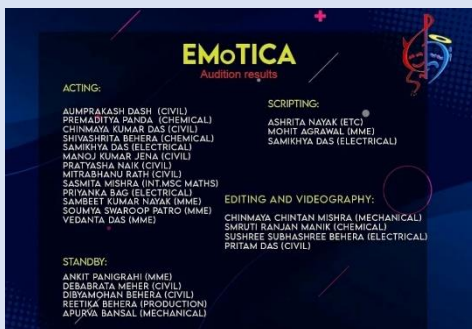 EMoTICA
Audition results
ACTING:
AUMPRAKASH DASH (CIVIL)
PREMADITYA PANDA (CHEMICAL)
CHINMAYA KUMAR DAS (CIVIL)
SHIVASHRITA BEHERA (CHEMICAL)
SAMIKHYA DAS (ELECTRICAL)
MANOJ KUMAR JENA (CIVIL)
PRATYASHA NAIK (CIVIL)
MITRABHANU RATH (CIVIL)
SASMITA MISHRA (INT.MSC MATHS)
PRIYANKA BAG (ELECTRICAL)
SAMBEET KUMAR NAYAK (MME)
SOUMYA SWAROOP PATRO (MME)
VEDANTA DAS (MME)
STANDBY:
ANKIT PANIGRAHI (MME)
DEBABRATA MEHER (CIVIL)
DIBYAMOHAN BEHERA (CIVIL)
REETIKA BEHERA (PRODUCTION)
APURVA BANSAL (MECHANICAL)
SCRIPTING:
ASHRITA NAYAK (ETC)
MOHIT AGRAWAL (MME)
SAMIKHYA DAS (ELECTRICAL)
EDITING AND VIDEOGRAPHY:
CHINMAYA CHINTAN MISHRA (MECHANICAL)
SMRUTI RANJAN MANIK (CHEMICAL)
SUSHREE SUBHASHREE BEHERA (ELECTRICAL)
PRITAM DAS (CIVIL)